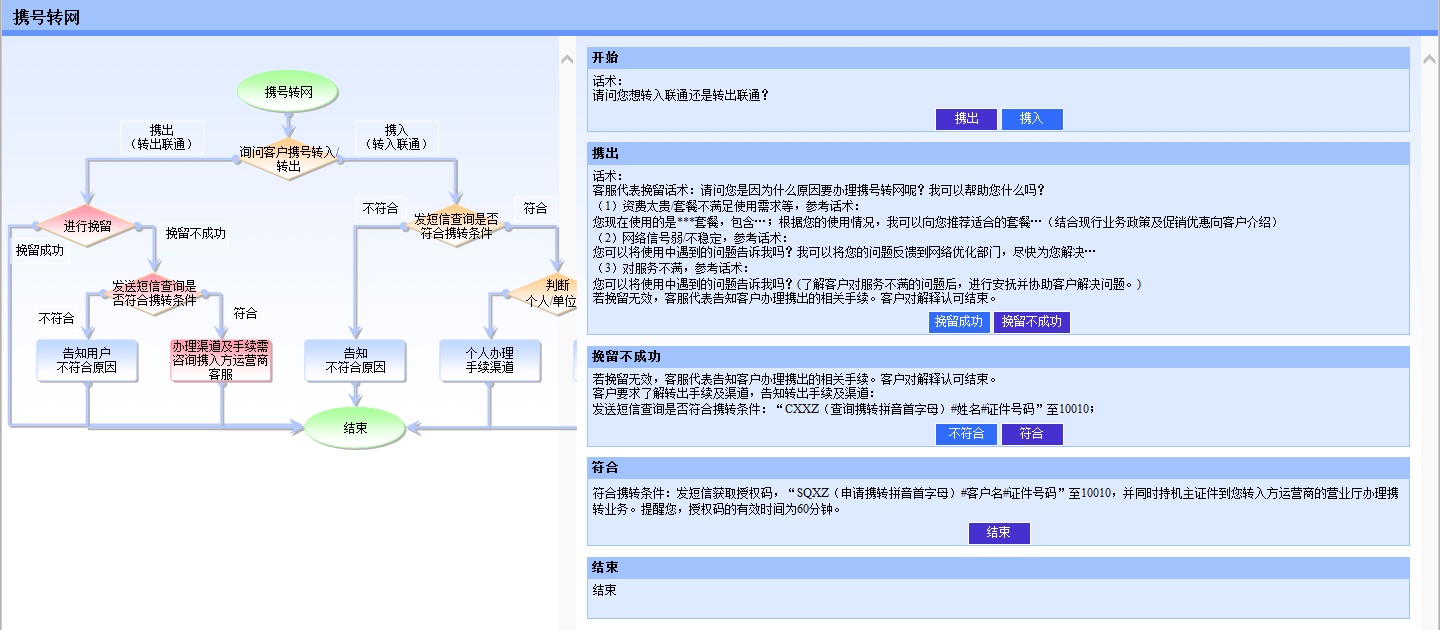 携号转网
携号转网
携出
（转出联通）
携入
（转入联通）
询问客户携号转入/
转出
进行挽留
挽留成功
挽留不成功
不符合
发短信查询是否
符合携转条件
符合
发送短信查询是
否符合携转条件
不符合
符合
判断
个人/单位
告知用户
不符合原因
办理渠道及手续需
咨询携入方运营商
客服
告知
不符合原因
个人办理
手续渠道
结束
开始
话术：
请问您想转入联通还是转出联通？
携出
携入
携出
话术：
客服代表挽留话术：请问您是因为什么原因要办理携号转网呢？我可以帮助您什么吗？
（1）资费太贵/套餐不满足使用需求等，参考话术：
您现在使用的是***套餐，包含…；根据您的使用情况，我可以向您推荐适合的套餐…（结合现行业务政策及促销优惠向客户介绍）
（2）网络信号弱/不稳定，参考话术：
您可以将使用中遇到的问题告诉我吗？我可以将您的问题反馈到网络优化部门，尽快为您解决…
（3）对服务不满，参考话术：
您可以将使用中遇到的问题告诉我吗？（了解客户对服务不满的问题后，进行安抚并协助客户解决问题。）
若挽留无效，客服代表告知客户办理携出的相关手续。客户对解释认可结束。
挽留成功
挽留不成功
挽留不成功
若挽留无效，客服代表告知客户办理携出的相关手续。客户对解释认可结束。
客户要求了解转出手续及渠道，告知转出手续及渠道：
发送短信查询是否符合携转条件：“CXXZ（查询携转拼音首字母）#姓名#证件号码”至10010；
不符合
符合
符合
符合携转条件：发短信获取授权码，“SQXZ（申请携转拼音首字母）#客户名#证件号码”至10010，并同时持机主证件到您转入方运营商的营业厅办理携
转业务。提醒您，授权码的有效时间为60分钟。
结束
结束
结束